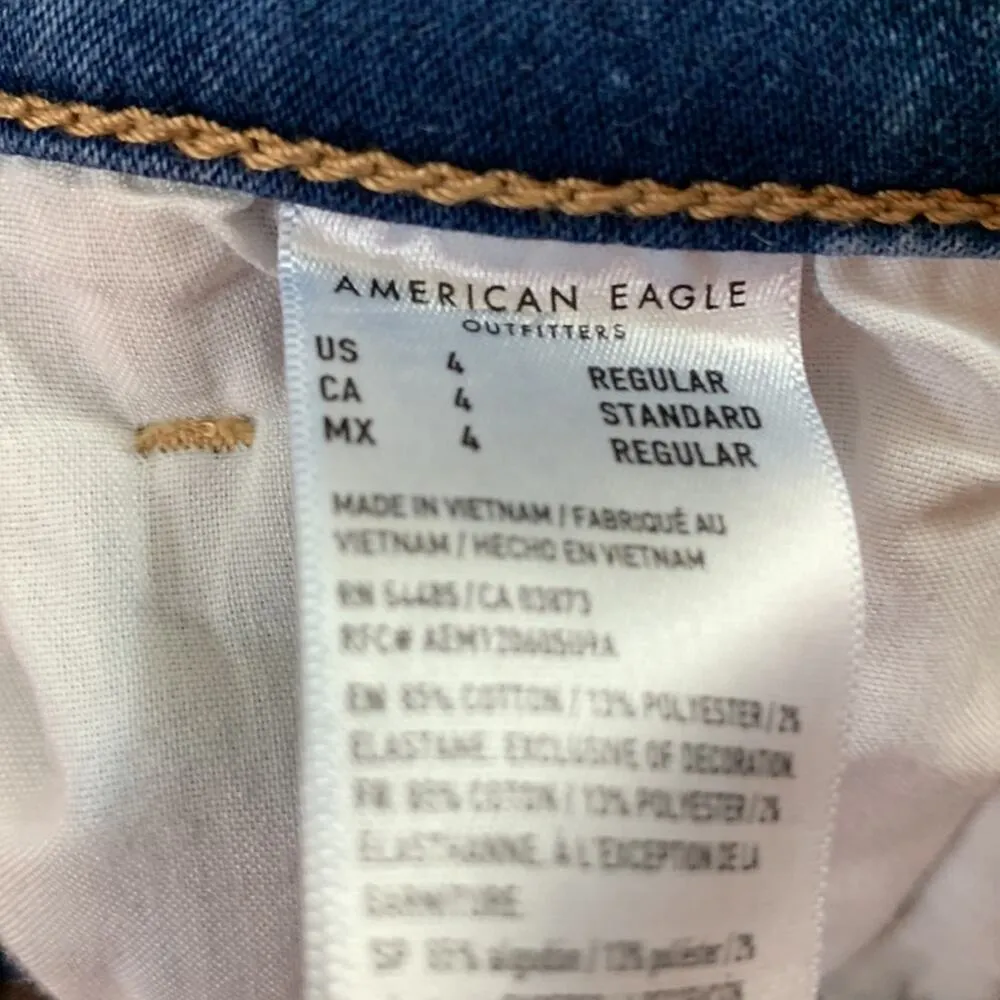 AMERICAN EAGLE
OUTFITTERS
US 4 REGULAR
CA 4 STANDARD
MX 4 REGULAR
MADE IN VIETNAM / FABRIQUÉ AU
VIETNAM / HECHO EN VIETNAM
RN 54485 / CA 03873
RFC#
EN 85% COTTON / 13% POLYESTER / 2%
ELASTANE. EXCLUSIVE OF DECORATION
FR 85% COTON / 13% POLYESTER / 2%
ÉLASTHANNE. À L'EXCEPTION DE LA
GARNITURE
SP 85% algodón / 13% poliéster / 2%